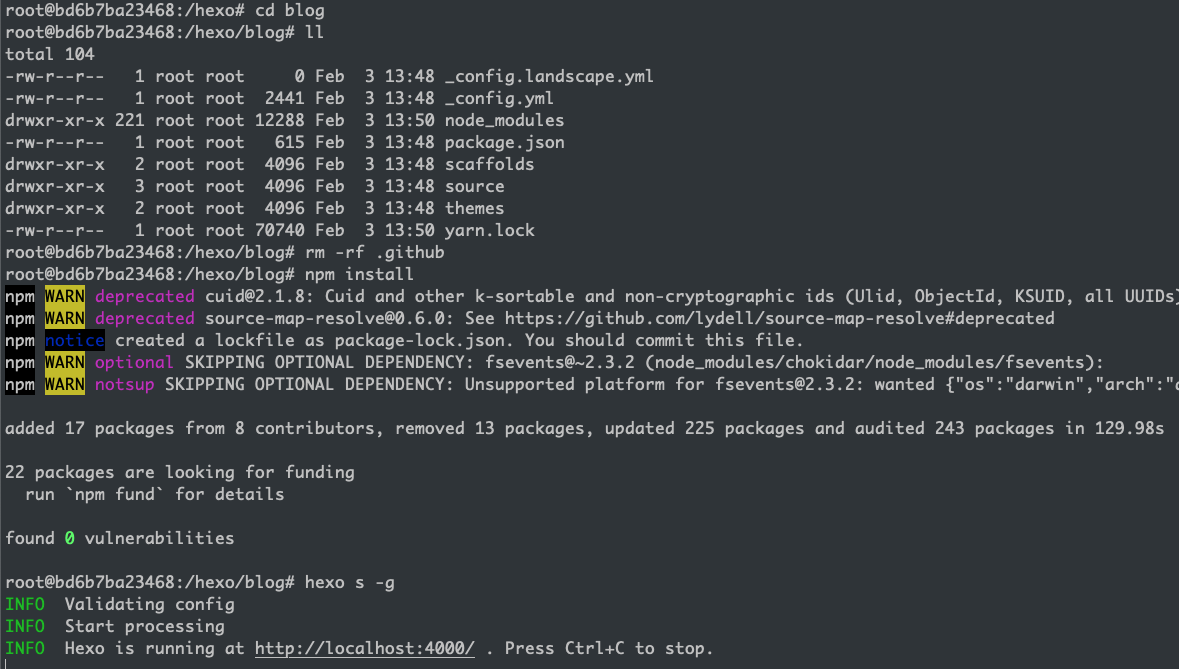 root@bd6b7ba23468:/hexo# cd blog
root@bd6b7ba23468:/hexo/blog# ll
total 104
-rw-r--r--   1 root root     0 Feb  3 13:48 _config.landscape.yml
-rw-r--r--   1 root root  2441 Feb  3 13:48 _config.yml
drwxr-xr-x 221 root root 12288 Feb  3 13:50 node_modules
-rw-r--r--   1 root root   615 Feb  3 13:48 package.json
drwxr-xr-x   2 root root  4096 Feb  3 13:48 scaffolds
drwxr-xr-x   3 root root  4096 Feb  3 13:48 source
drwxr-xr-x   2 root root  4096 Feb  3 13:48 themes
-rw-r--r--   1 root root 70740 Feb  3 13:50 yarn.lock
root@bd6b7ba23468:/hexo/blog# rm -rf .github
root@bd6b7ba23468:/hexo/blog# npm install
npm WARN deprecated cuid@2.1.8: Cuid and other k-sortable and non-cryptographic ids (Ulid, ObjectId, KSUID, all UUIDs)
npm WARN deprecated source-map-resolve@0.6.0: See https://github.com/lydell/source-map-resolve#deprecated
npm notice created a lockfile as package-lock.json. You should commit this file.
npm WARN optional SKIPPING OPTIONAL DEPENDENCY: fsevents@~2.3.2 (node_modules/chokidar/node_modules/fsevents):
npm WARN notsup SKIPPING OPTIONAL DEPENDENCY: Unsupported platform for fsevents@2.3.2: wanted {"os":"darwin","arch":"
added 17 packages from 8 contributors, removed 13 packages, updated 225 packages and audited 243 packages in 129.98s
22 packages are looking for funding
  run `npm fund` for details
found 0 vulnerabilities
root@bd6b7ba23468:/hexo/blog# hexo s -g
INFO  Validating config
INFO  Start processing
INFO  Hexo is running at http://localhost:4000/ . Press Ctrl+C to stop.